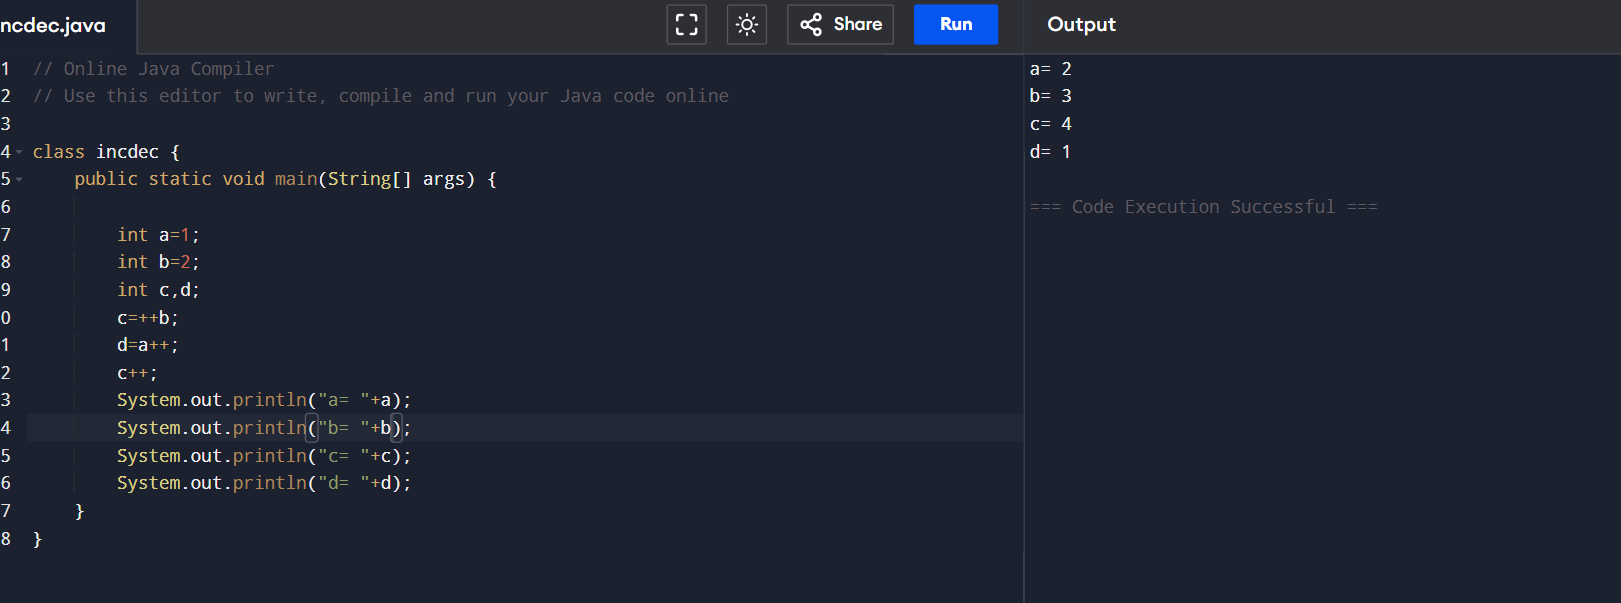 ncdec.java
Share
Run
Output
1 // Online Java Compiler
2 // Use this editor to write, compile and run your Java code online
3
4 class incdec {
5 public static void main(String[] args) {
6
7 int a=1;
8 int b=2;
9 int c,d;
0 c=++b;
1 d=a++;
2 c++;
3 System.out.println("a= "+a);
4 System.out.println("b= "+b);
5 System.out.println("c= "+c);
6 System.out.println("d= "+d);
7 }
8 }
a= 2
b= 3
c= 4
d= 1
=== Code Execution Successful ===